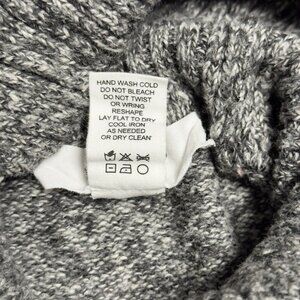 HAND WASH COLD
DO NOT BLEACH
DO NOT TWIST
OR WRING
RESHAPE
LAY FLAT TO DRY
COOL IRON
AS NEEDED
OR DRY CLEAN